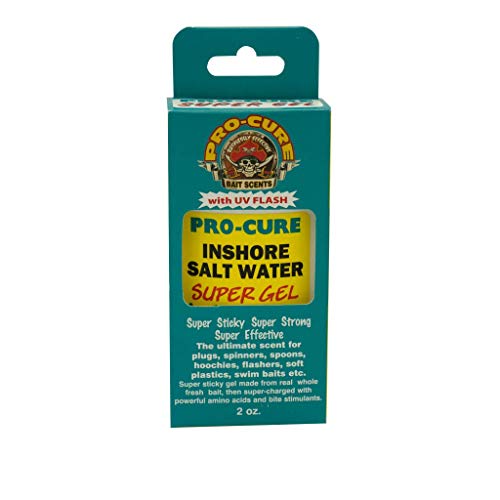 SUPER GEL
PRO-CURE
BAIT SCENTS
with UV FLASH
PRO-CURE
INSHORE
SALT WATER
SUPER GEL
Super Sticky Super Strong
Super Effective
The ultimate scent for
plugs, spinners, spoons,
hoochies, flashers, soft
plastics, swim baits etc.
Super sticky gel made from real whole
fresh bait, then super-charged with
powerful amino acids and bite stimulants.
2 oz.